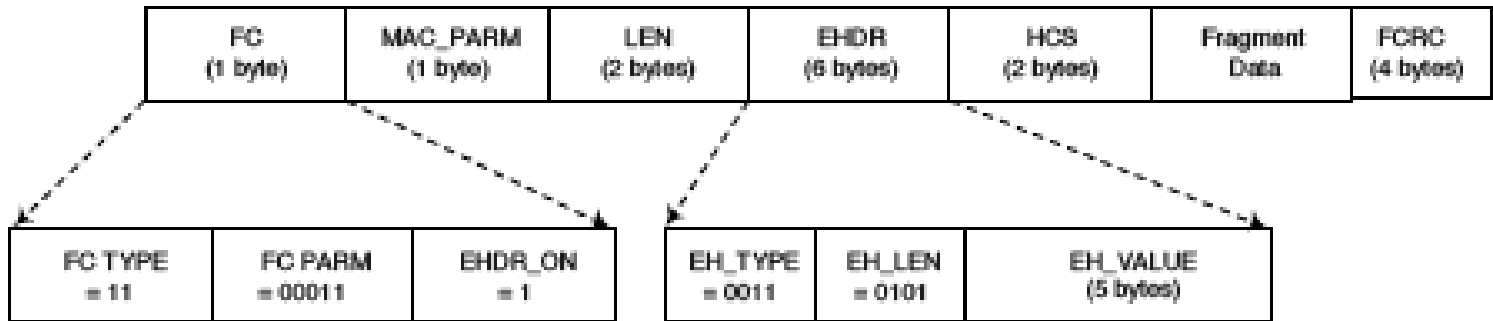 FC MAC_PARM LEN EHDR HCS Fragment FCRC
(1 byte) (1 byte) (2 bytes) (6 bytes) (2 bytes) Data (4 bytes)
FC TYPE FC PARM EHDR_ON EH_TYPE EH_LEN EH_VALUE
= 11 = 00011 = 1 = 0011 = 0101 (5 bytes)